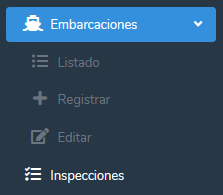 Embarcaciones
Listado
Registrar
Editar
Inspecciones